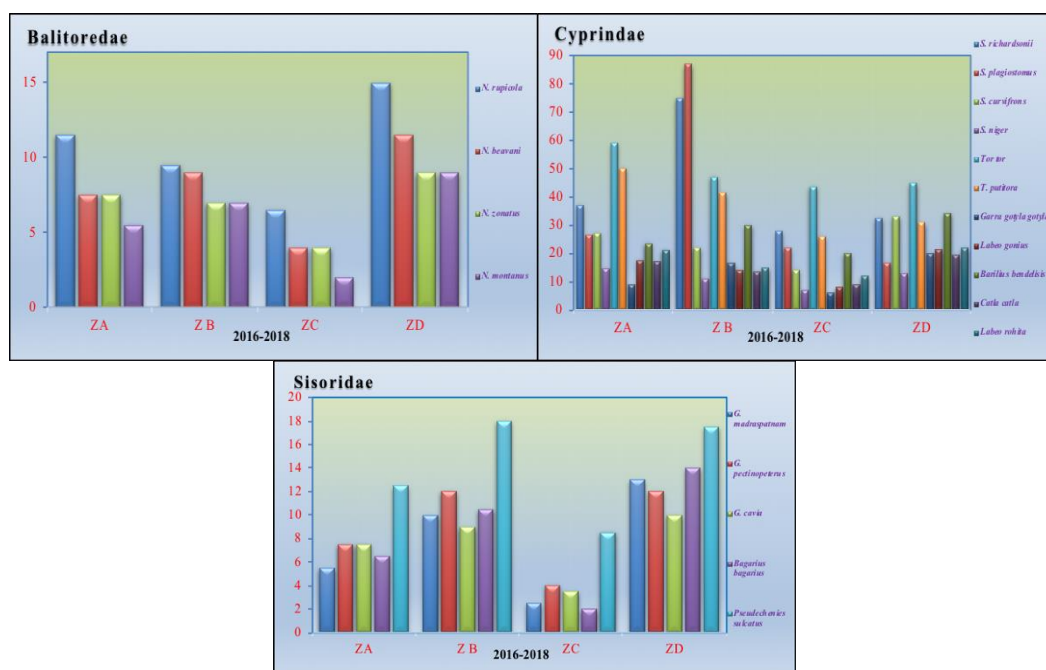 Balitoredae
15
10
5
0
ZA
Z B
ZC
ZD
2016-2018
N. rupicola
N. beavani
N. zonatus
N. montanus
Cyprindae
90
80
70
60
50
40
30
20
10
0
ZA
Z B
ZC
ZD
2016-2018
S. richardsonii
S. plagiostomus
S. curvifrons
S. niger
Tor tor
T. putitora
Garra gotyla gotyla
Labeo gonius
Barilius bendelisis
Catla catla
Labeo rohita
Sisoridae
20
18
16
14
12
10
8
6
4
2
0
ZA
Z B
ZC
ZD
2016-2018
G.
madraspatnam
G.
pectinopterus
G. cavia
Bagarius
bagarius
Pseudecheneis
sulcatus